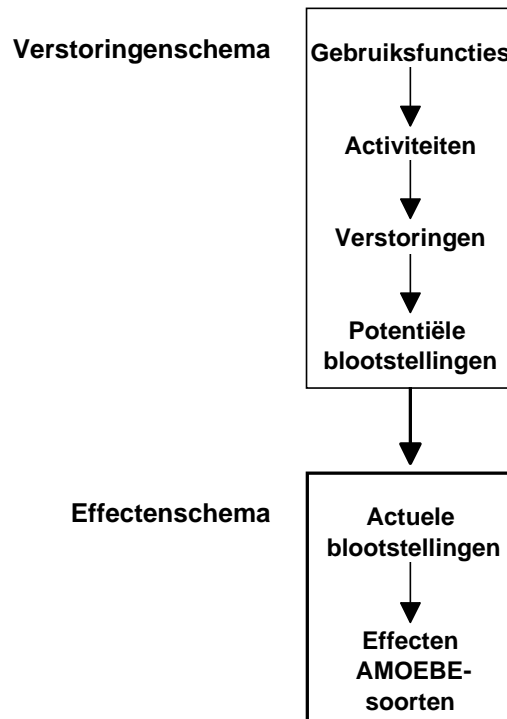 Verstoringenschema
Gebruiksfuncties
Activiteiten
Verstoringen
Potentiële
blootstellingen
Effectenschema
Actuele
blootstellingen
Effecten
AMOEBE-
soorten